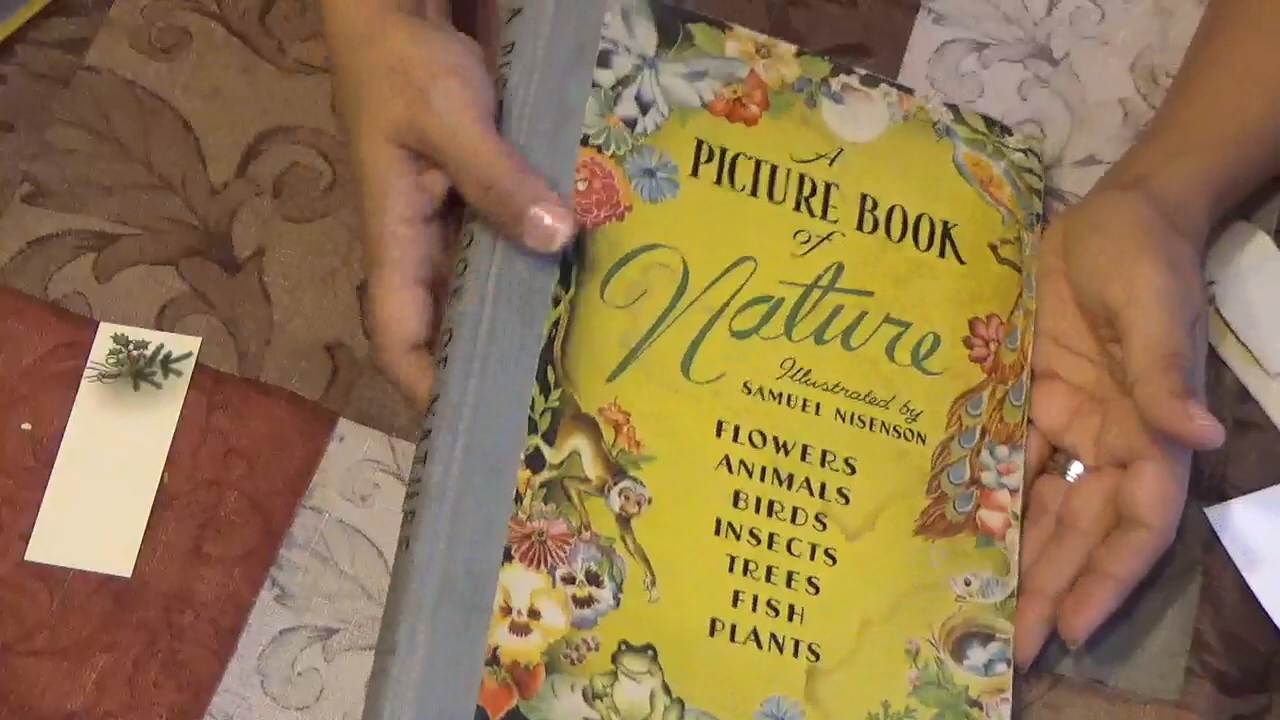 A
PICTURE BOOK
of
Nature
Illustrated by
SAMUEL NISENSON
FLOWERS
ANIMALS
BIRDS
INSECTS
TREES
FISH
PLANTS